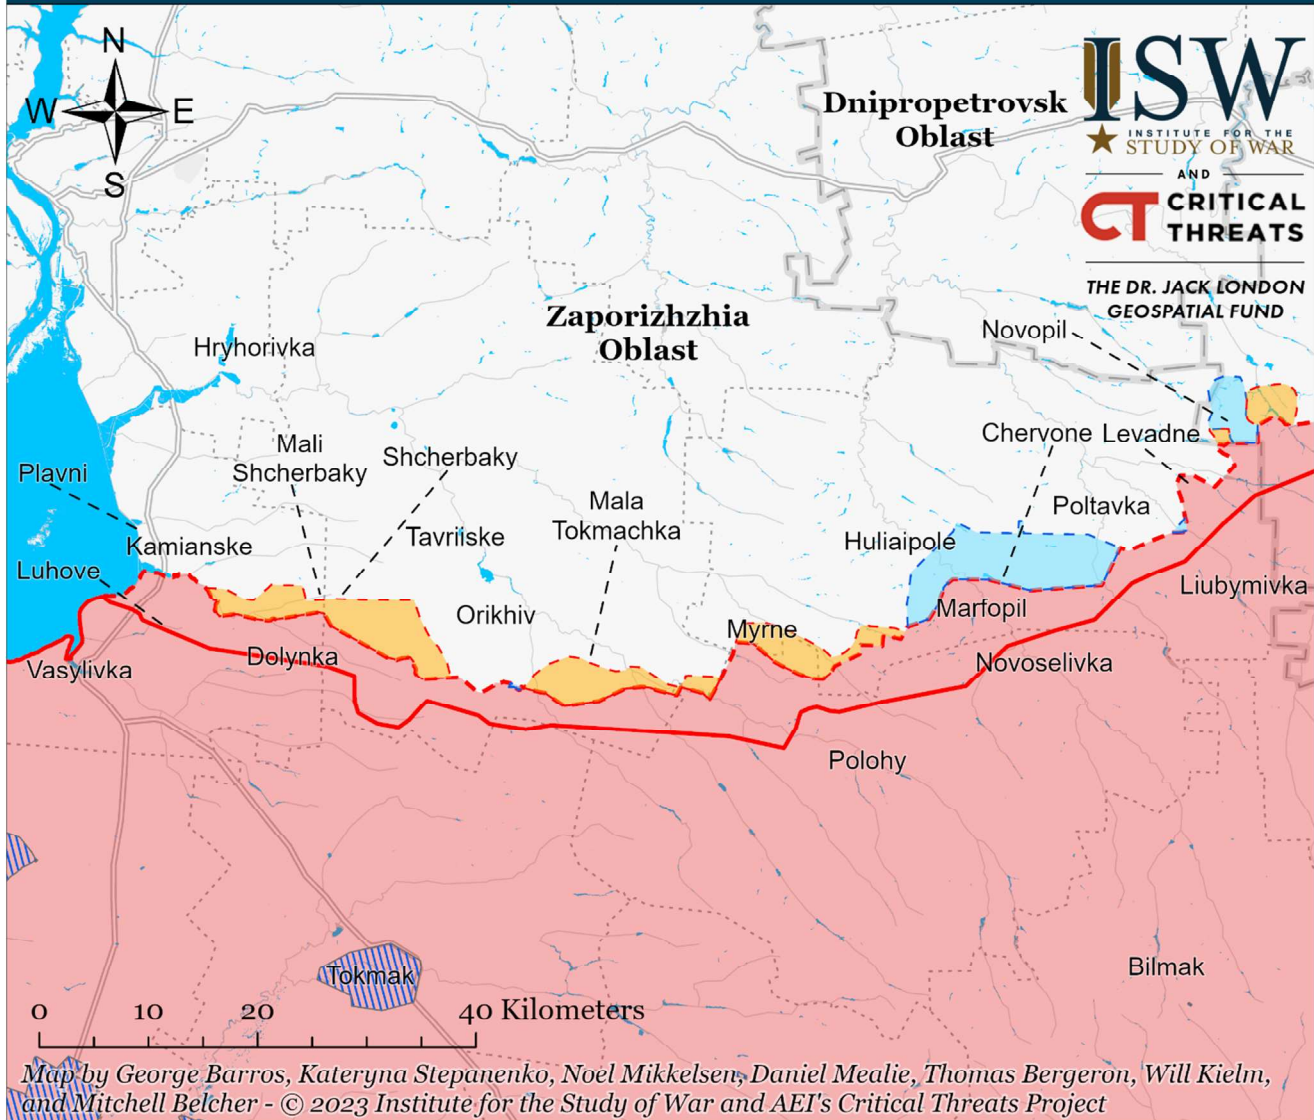 N
W
E
S
Dnipropetrovsk
Oblast
ISW
INSTITUTE FOR THE
STUDY OF WAR
AND
CT CRITICAL
THREATS
THE DR. JACK LONDON
GEOSPATIAL FUND
Zaporizhzhia
Oblast
Novopil
Hryhorivka
Mali
Shcherbaky
Shcherbaky
Chervone
Levadne
Plavni
Mala
Tokmachka
Poltavka
Kamianske
Tavriiske
Huliaipole
Luhove
Liubymivka
Orikhiv
Marfopil
Myrne
Vasylivka
Dolynka
Novoselivka
Polohy
Tokmak
Bilmak
0 10 20 40 Kilometers
Map by George Barros, Kateryna Stepanenko, Noel Mikkelsen, Daniel Mealie, Thomas Bergeron, Will Kielm,
and Mitchell Belcher - © 2023 Institute for the Study of War and AEI's Critical Threats Project